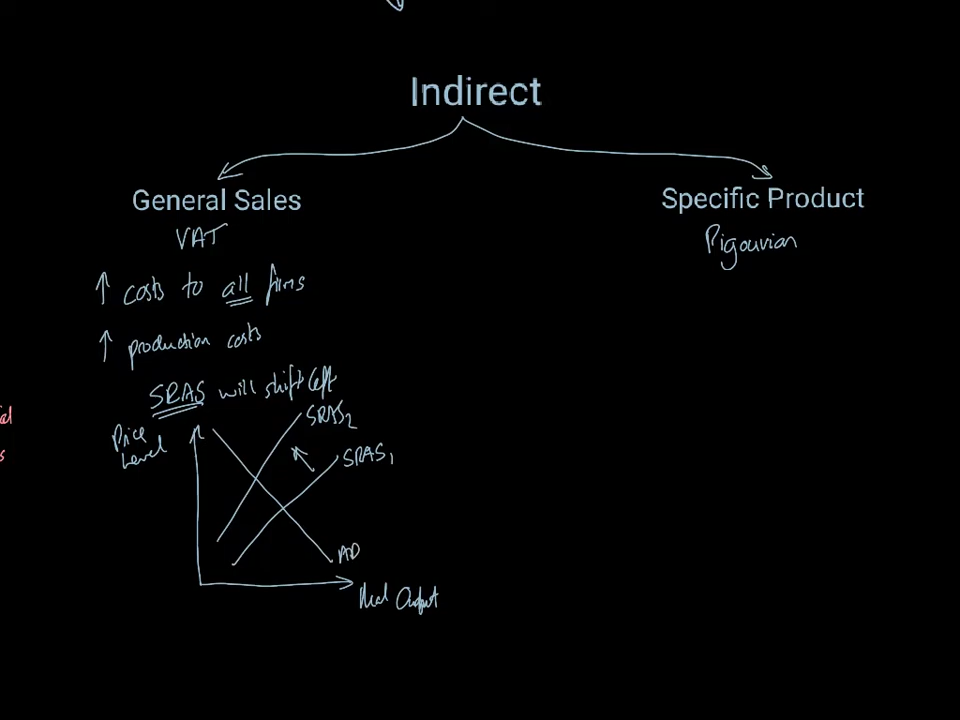 Indirect
General Sales
VAT
↑ costs to all firms
↑ production costs
SRAS will shift left
Price
Level
SRAS2
SRAS1
AD
Real Output
Specific Product
Pigouvian